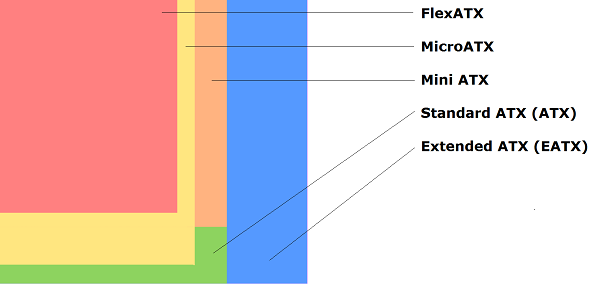 FlexATX
MicroATX
Mini ATX
Standard ATX (ATX)
Extended ATX (EATX)